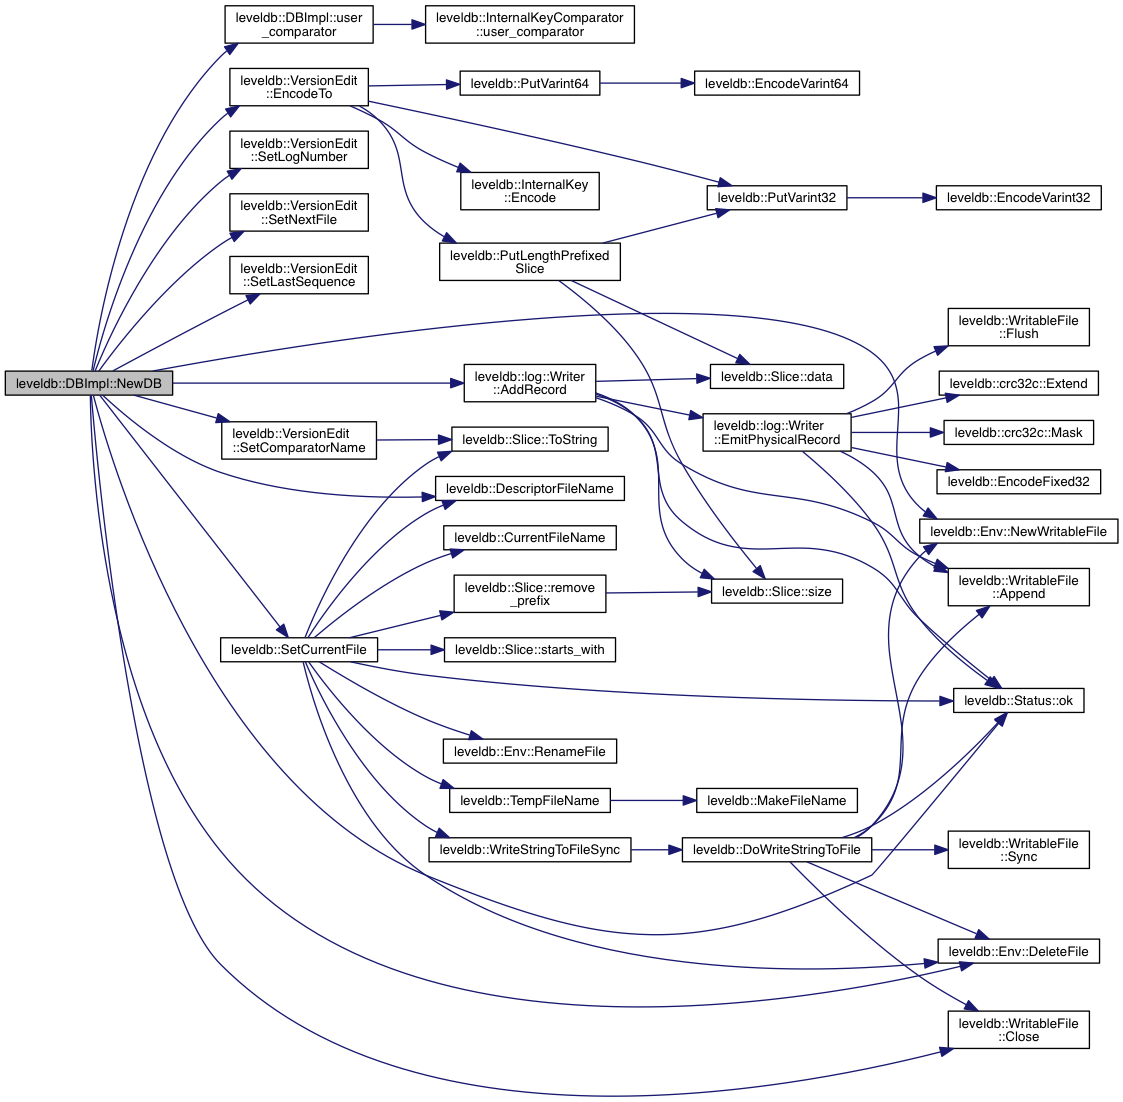 leveldb::DBImpl::user
_comparator
leveldb::InternalKeyComparator
::user_comparator
leveldb::VersionEdit
::EncodeTo
leveldb::PutVarint64
leveldb::EncodeVarint64
leveldb::VersionEdit
::SetLogNumber
leveldb::InternalKey
::Encode
leveldb::PutVarint32
leveldb::EncodeVarint32
leveldb::VersionEdit
::SetNextFile
leveldb::PutLengthPrefixed
Slice
leveldb::VersionEdit
::SetLastSequence
leveldb::WritableFile
::Flush
leveldb::DBImpl::NewDB
leveldb::log::Writer
::AddRecord
leveldb::Slice::data
leveldb::crc32c::Extend
leveldb::VersionEdit
::SetComparatorName
leveldb::Slice::ToString
leveldb::log::Writer
::EmitPhysicalRecord
leveldb::crc32c::Mask
leveldb::DescriptorFileName
leveldb::EncodeFixed32
leveldb::CurrentFileName
leveldb::Env::NewWritableFile
leveldb::Slice::remove
_prefix
leveldb::Slice::size
leveldb::WritableFile
::Append
leveldb::SetCurrentFile
leveldb::Slice::starts_with
leveldb::Status::ok
leveldb::Env::RenameFile
leveldb::TempFileName
leveldb::MakeFileName
leveldb::WriteStringToFileSync
leveldb::DoWriteStringToFile
leveldb::WritableFile
::Sync
leveldb::Env::DeleteFile
leveldb::WritableFile
::Close